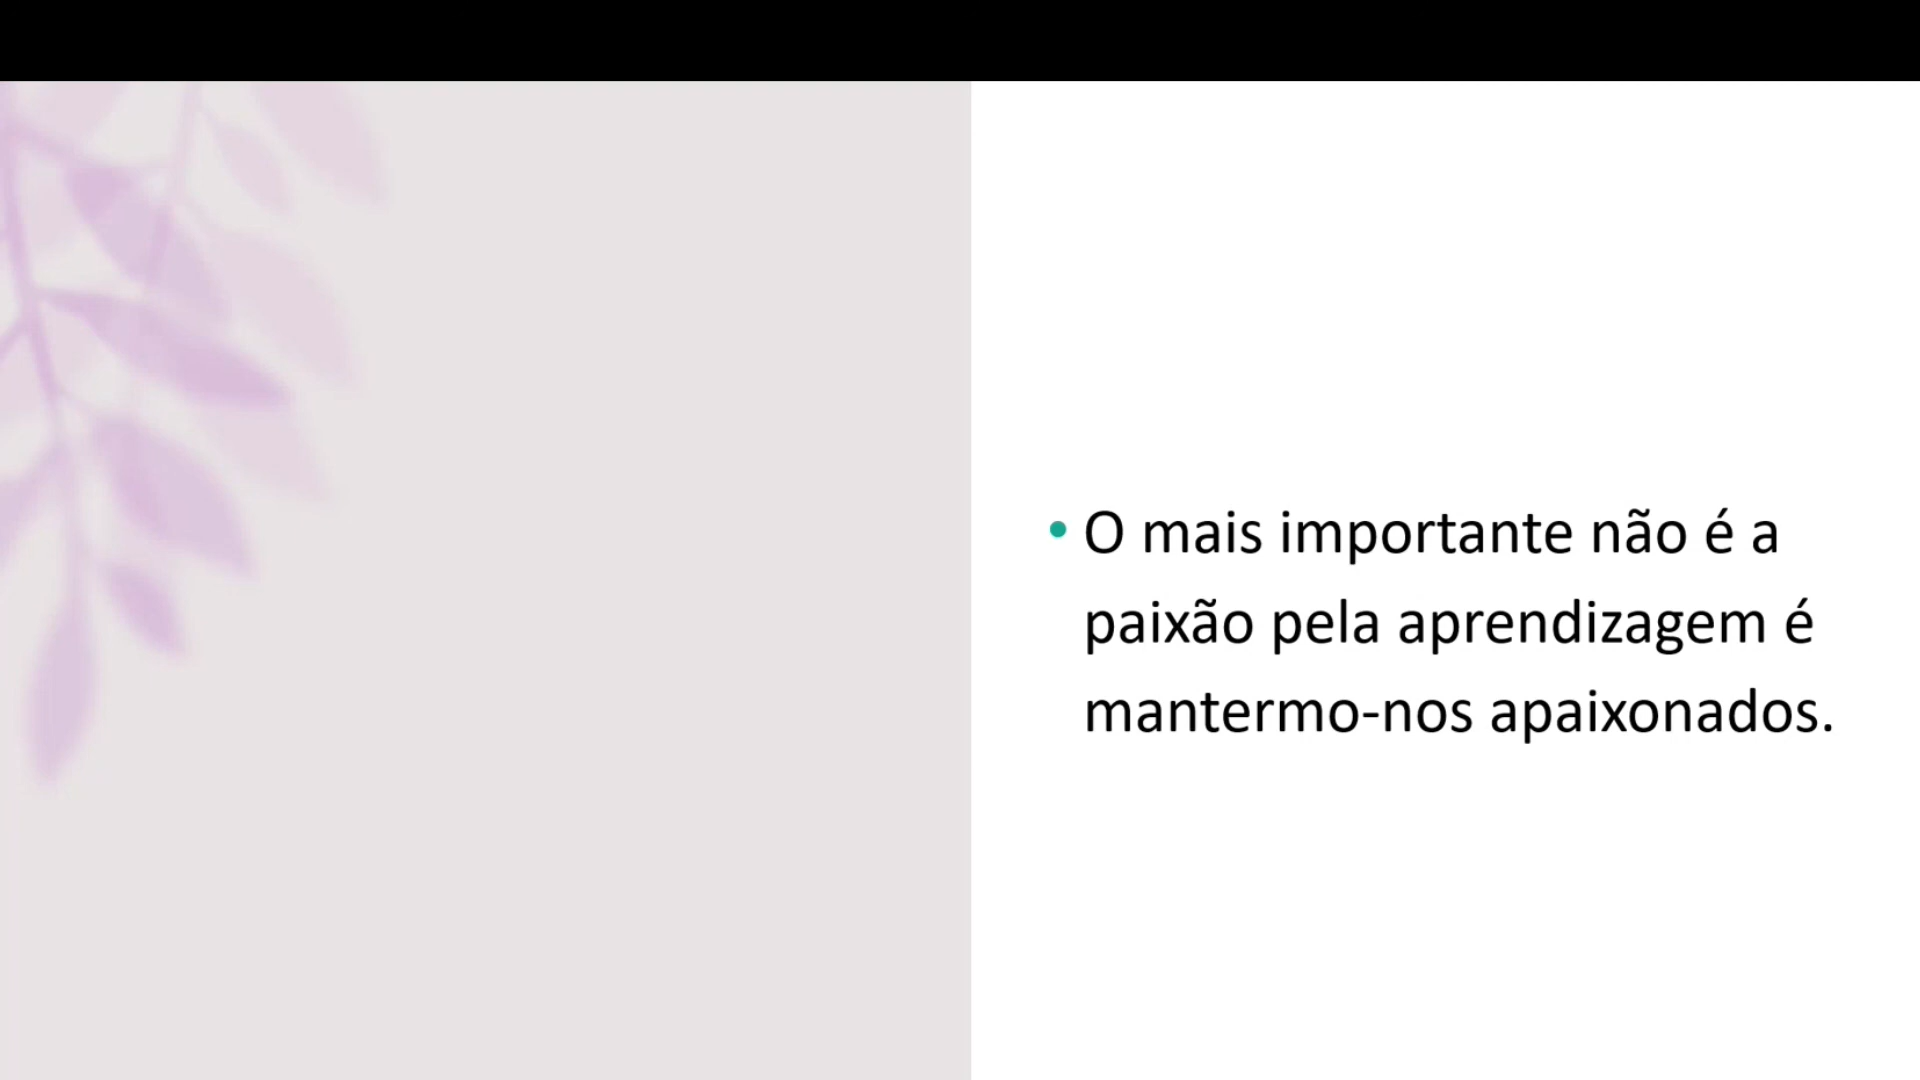 • O mais importante não é a
paixão pela aprendizagem é
mantermo-nos apaixonados.